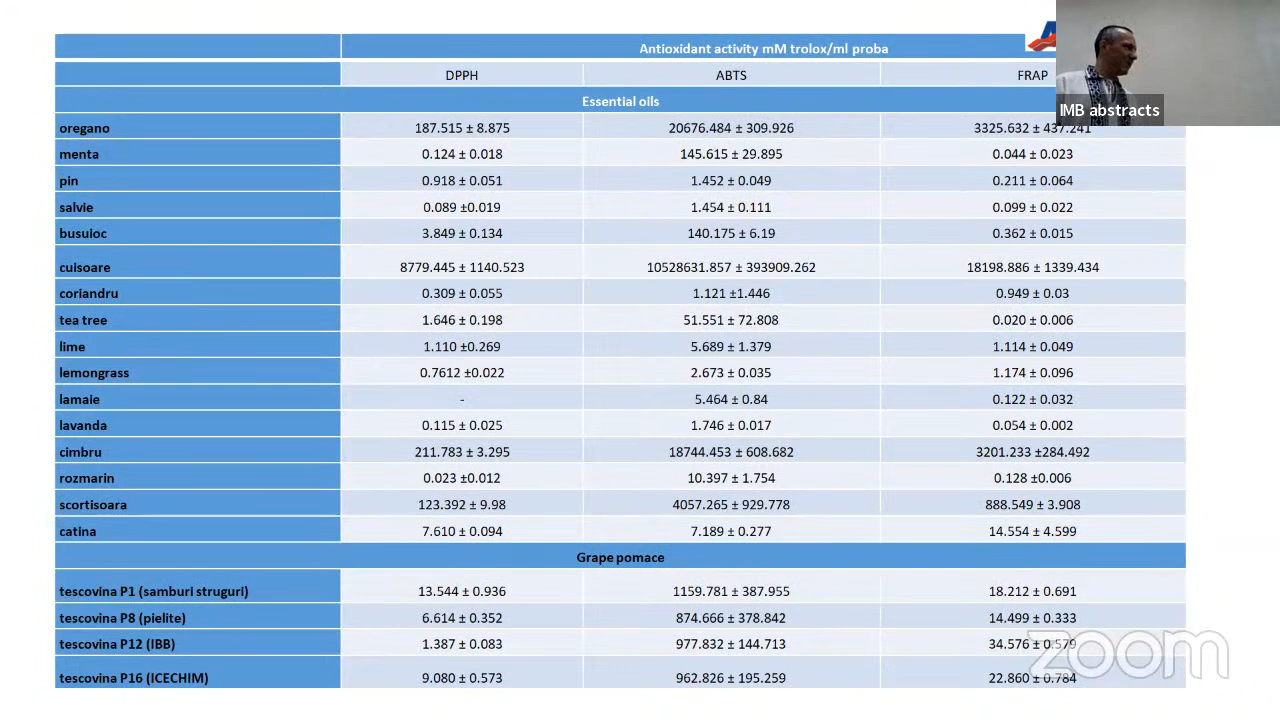 Antioxidant activity mM trolox/ml proba
DPPH ABTS FRAP
IMB abstracts
Essential oils
oregano 187.515 ± 8.875 20676.484 ± 309.926 3325.632 ± 437.241
menta 0.124 ± 0.018 145.615 ± 29.895 0.044 ± 0.023
pin 0.918 ± 0.051 1.452 ± 0.049 0.211 ± 0.064
salvie 0.089 ±0.019 1.454 ± 0.111 0.099 ± 0.022
busuioc 3.849 ± 0.134 140.175 ± 6.19 0.362 ± 0.015
cuisoare 8779.445 ± 1140.523 10528631.857 ± 393909.262 18198.886 ± 1339.434
coriandru 0.309 ± 0.055 1.121 ±1.446 0.949 ± 0.03
tea tree 1.646 ± 0.198 51.551 ± 72.808 0.020 ± 0.006
lime 1.110 ±0.269 5.689 ± 1.379 1.114 ± 0.049
lemongrass 0.7612 ±0.022 2.673 ± 0.035 1.174 ± 0.096
lamaie - 5.464 ± 0.84 0.122 ± 0.032
lavanda 0.115 ± 0.025 1.746 ± 0.017 0.054 ± 0.002
cimbru 211.783 ± 3.295 18744.453 ± 608.682 3201.233 ±284.492
rozmarin 0.023 ±0.012 10.397 ± 1.754 0.128 ±0.006
scortisoara 123.392 ± 9.98 4057.265 ± 929.778 888.549 ± 3.908
catina 7.610 ± 0.094 7.189 ± 0.277 14.554 ± 4.599
Grape pomace
tescovina P1 (samburi struguri) 13.544 ± 0.936 1159.781 ± 387.955 18.212 ± 0.691
tescovina P8 (pielite) 6.614 ± 0.352 874.666 ± 378.842 14.499 ± 0.333
tescovina P12 (IBB) 1.387 ± 0.083 977.832 ± 144.713 34.576 ± 0.579
tescovina P16 (ICECHIM) 9.080 ± 0.573 962.826 ± 195.259 22.860 ± 0.784
zoom